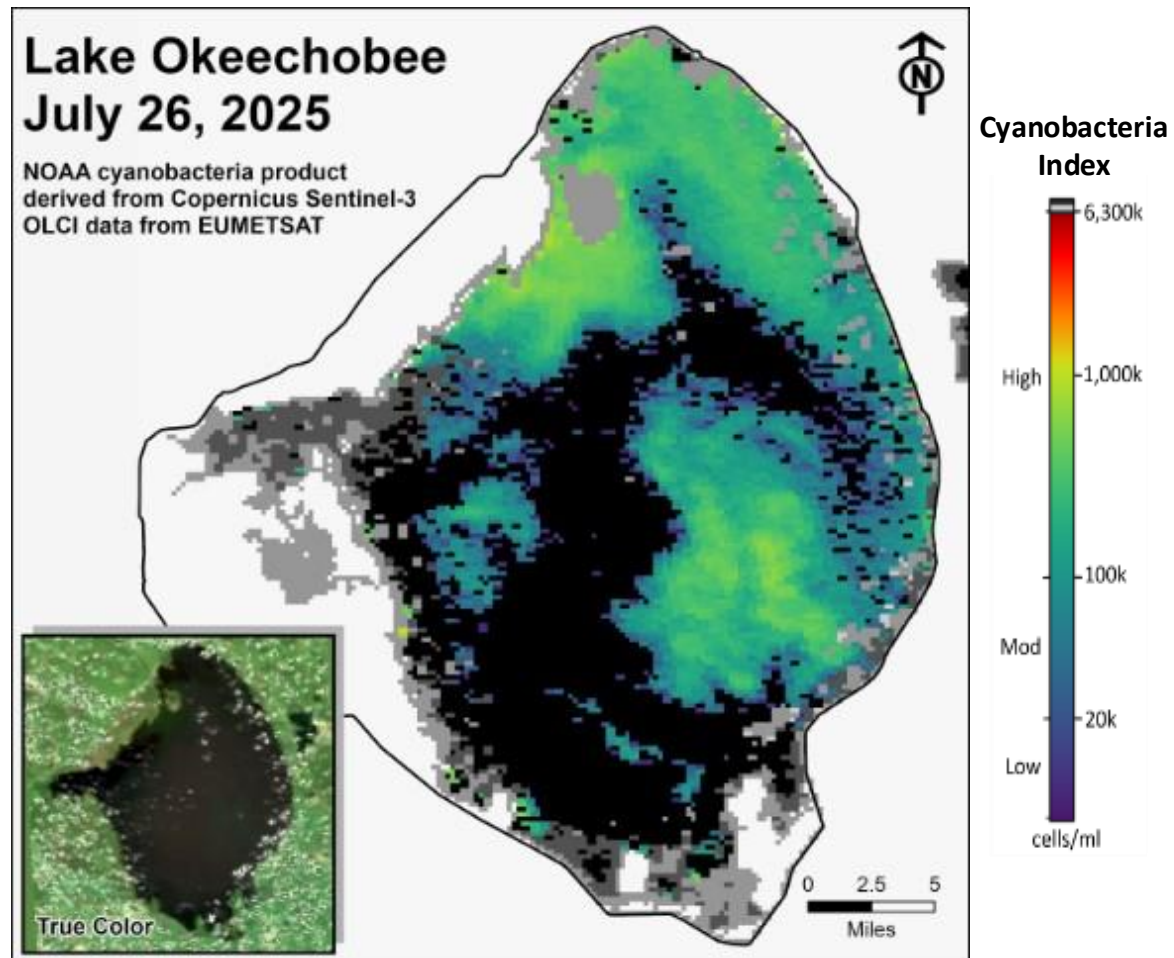 Lake Okeechobee
July 26, 2025
NOAA cyanobacteria product
derived from Copernicus Sentinel-3
OLCI data from EUMETSAT
N
Cyanobacteria
Index
6,300k
High
1,000k
100k
Mod
20k
Low
cells/ml
True Color
0 2.5 5
Miles